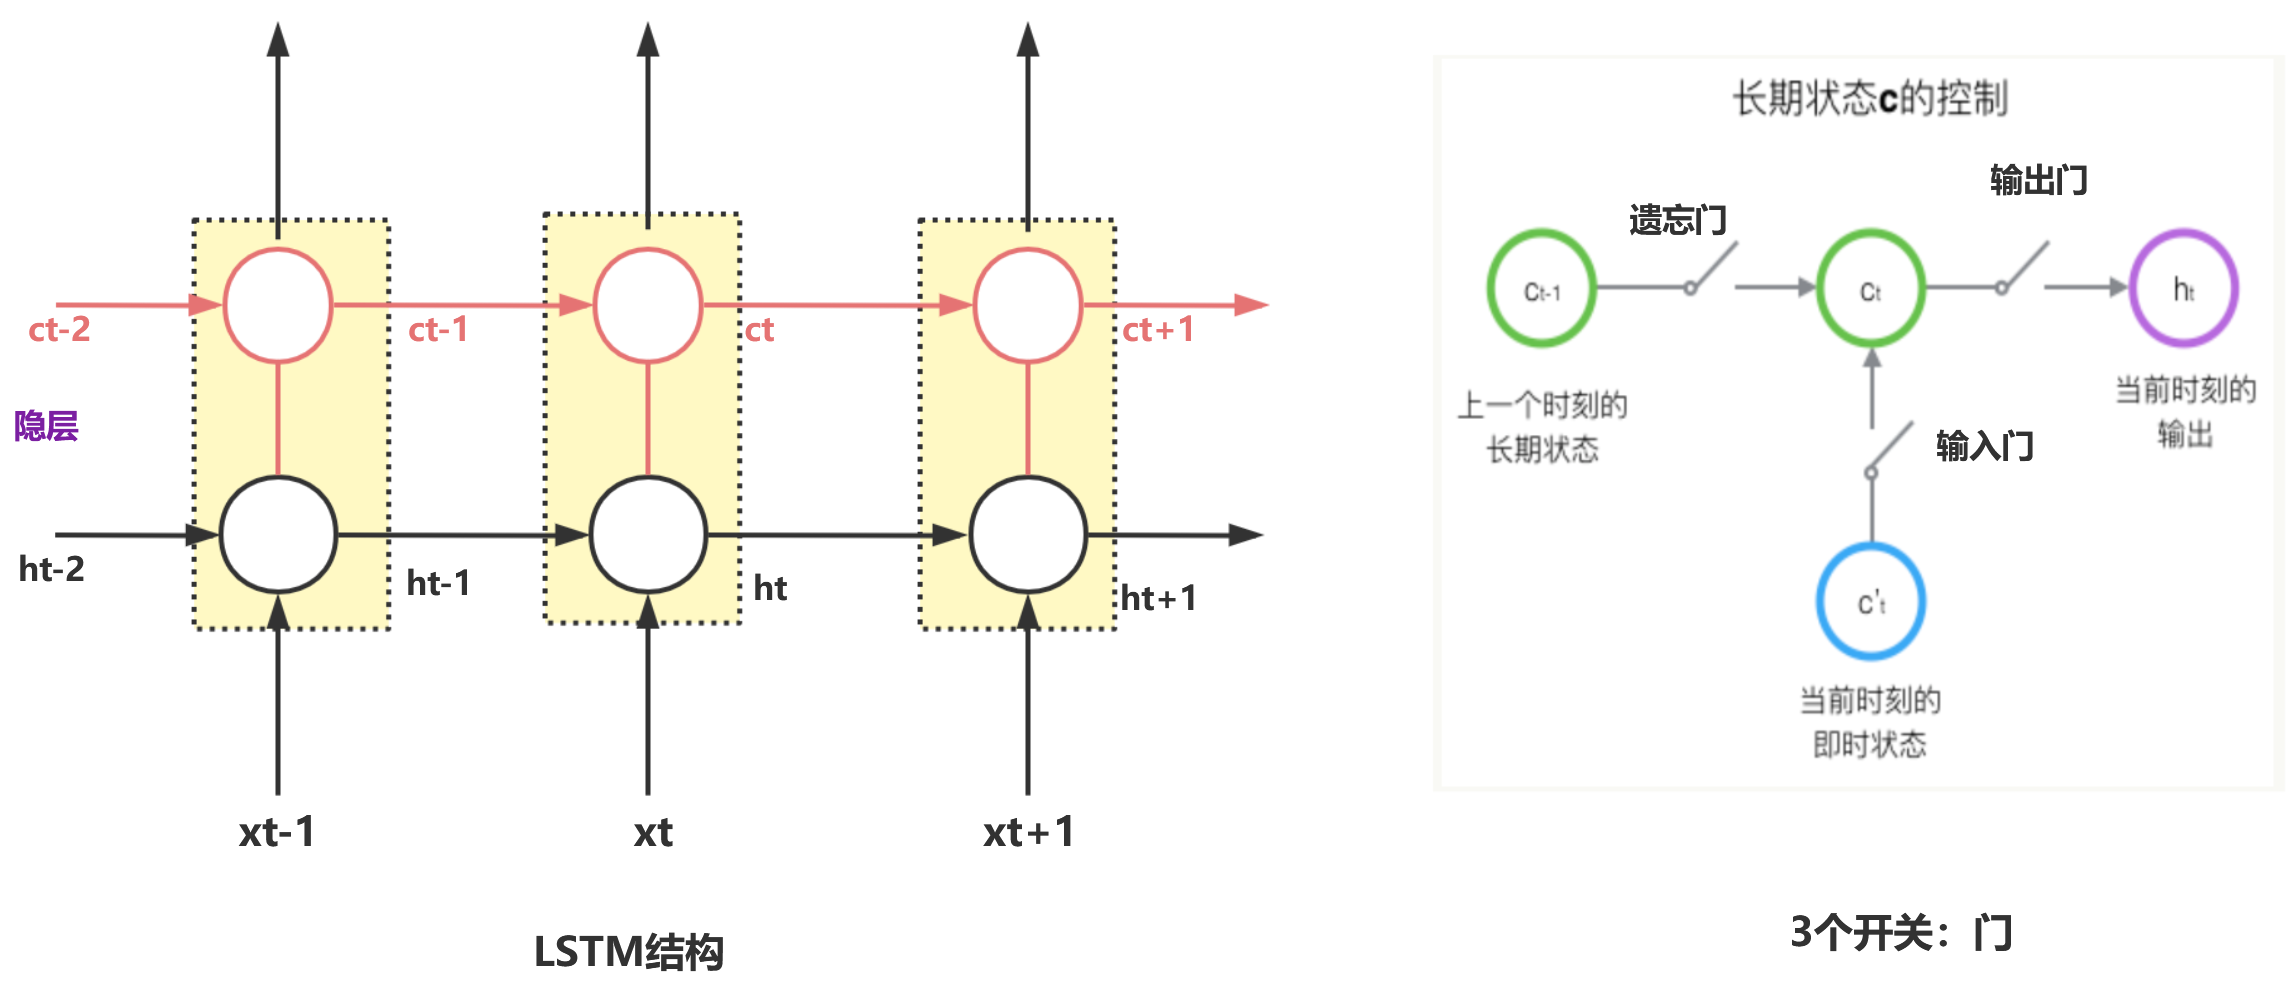 ct-2
ct-1
ct
ct+1
隐层
ht-2
ht-1
ht
ht+1
xt-1
xt
xt+1
LSTM结构
长期状态c的控制
遗忘门
输出门
ct-1
ct
ht
上一个时刻的
长期状态
当前时刻的
输出
输入门
c't
当前时刻的
即时状态
3个开关：门